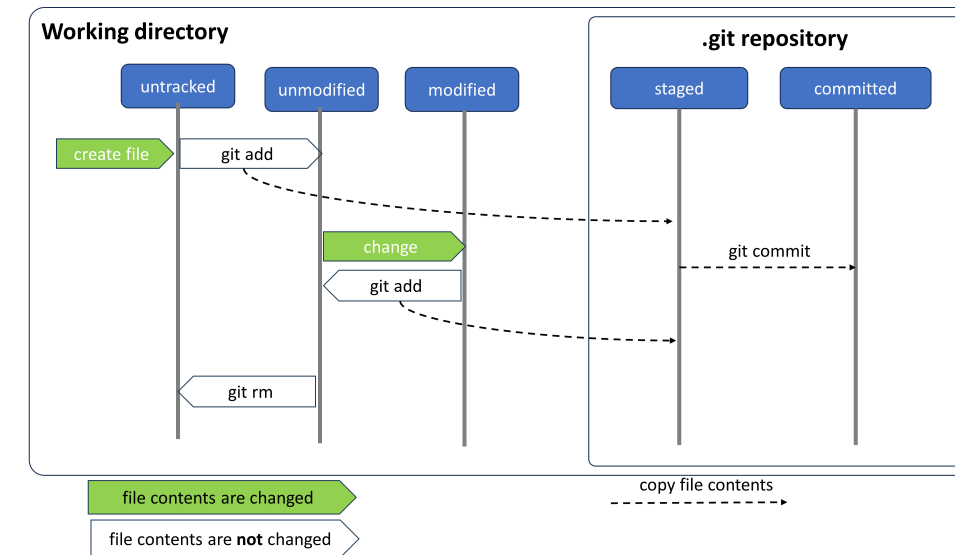 Working directory
.git repository
untracked
unmodified
modified
staged
committed
create file
git add
change
git commit
git add
git rm
file contents are changed
copy file contents
file contents are not changed